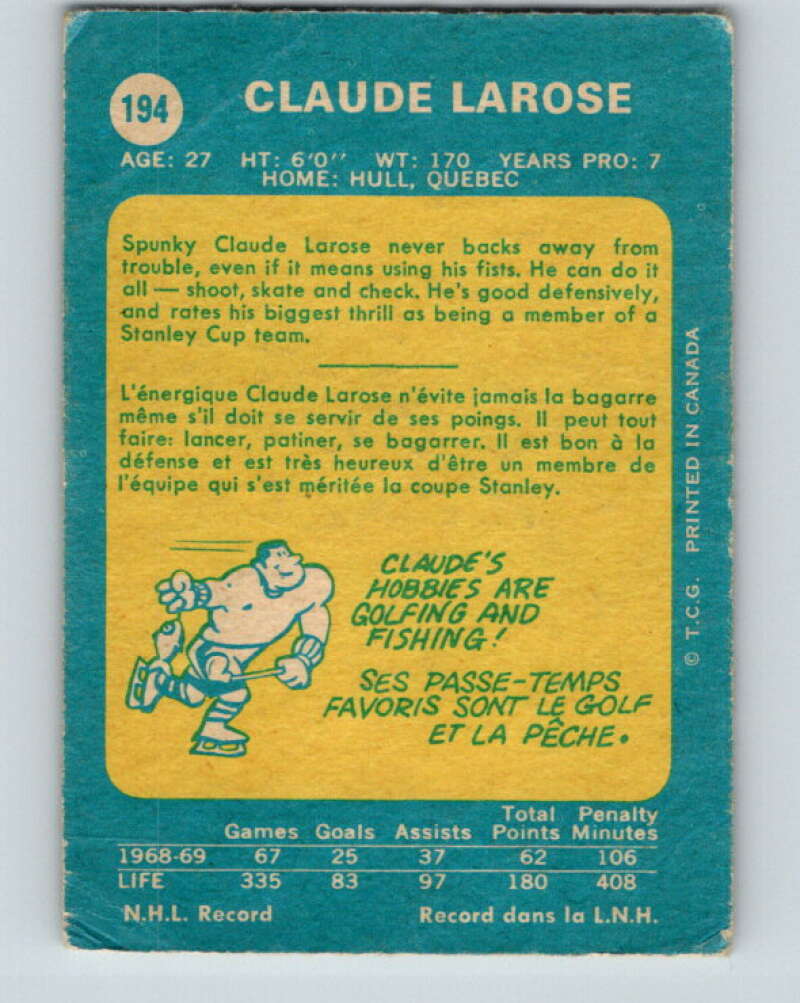 194
CLAUDE LAROSE
AGE: 27 HT: 6'0'' WT: 170 YEARS PRO: 7
HOME: HULL, QUEBEC
Spunky Claude Larose never backs away from
trouble, even if it means using his fists. He can do it
all — shoot, skate and check. He's good defensively,
and rates his biggest thrill as being a member of a
Stanley Cup team.
L'énergique Claude Larose n'évite jamais la bagarre
même s'il doit se servir de ses poings. Il peut tout
faire: lancer, patiner, se bagarrer. Il est bon à la
défense et est très heureux d'être un membre de
l'équipe qui s'est méritée la coupe Stanley.
CLAUDE'S
HOBBIES ARE
GOLFING AND
FISHING!
SES PASSE-TEMPS
FAVORIS SONT LE GOLF
ET LA PÊCHE.
© T.C.G. PRINTED IN CANADA
Total Penalty
Games Goals Assists Points Minutes
1968-69 67 25 37 62 106
LIFE 335 83 97 180 408
N.H.L. Record Record dans la L.N.H.